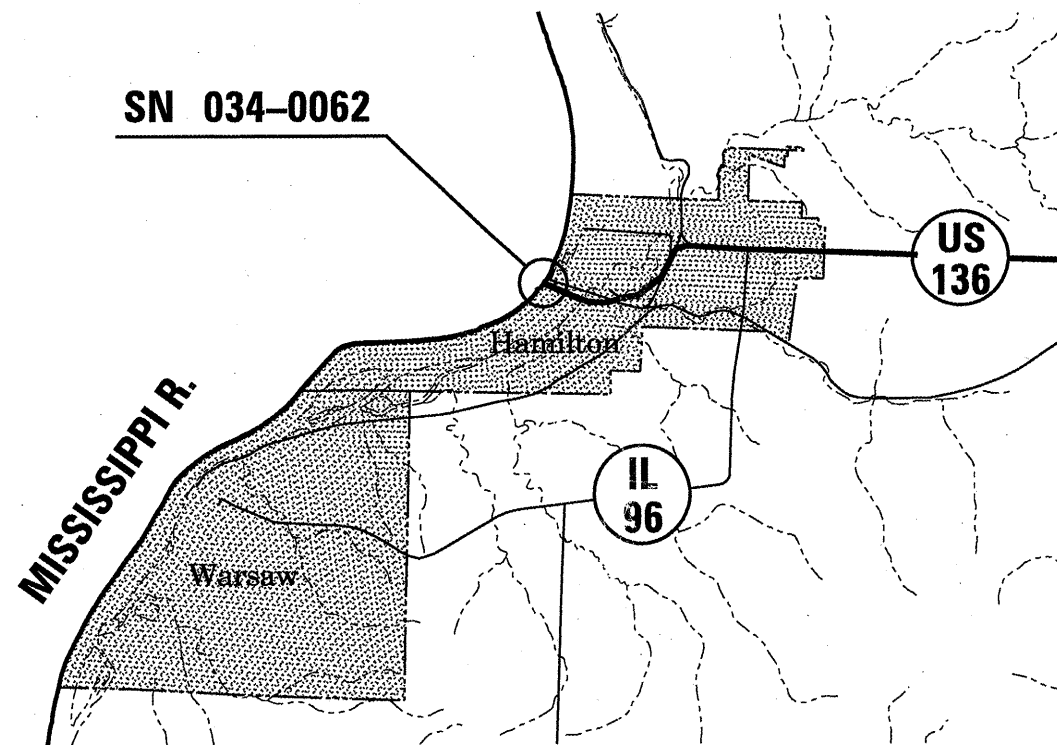 SN 034–0062
US
136
Hamilton
MISSISSIPPI R.
IL
96
Warsaw